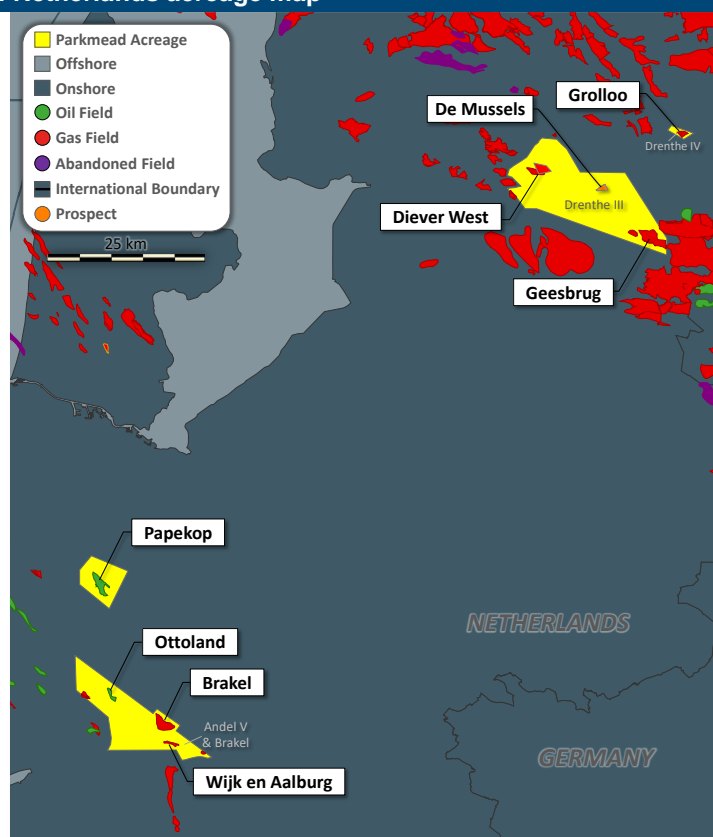 Netherlands acreage map
Parkmead Acreage
Offshore
Onshore
Oil Field
Gas Field
Abandoned Field
International Boundary
Prospect
25 km
Grolloo
De Mussels
Drenthe IV
Diever West
Drenthe III
Geesbrug
Papekop
NETHERLANDS
Ottoland
Brakel
Andel V
& Brakel
GERMANY
Wijk en Aalburg